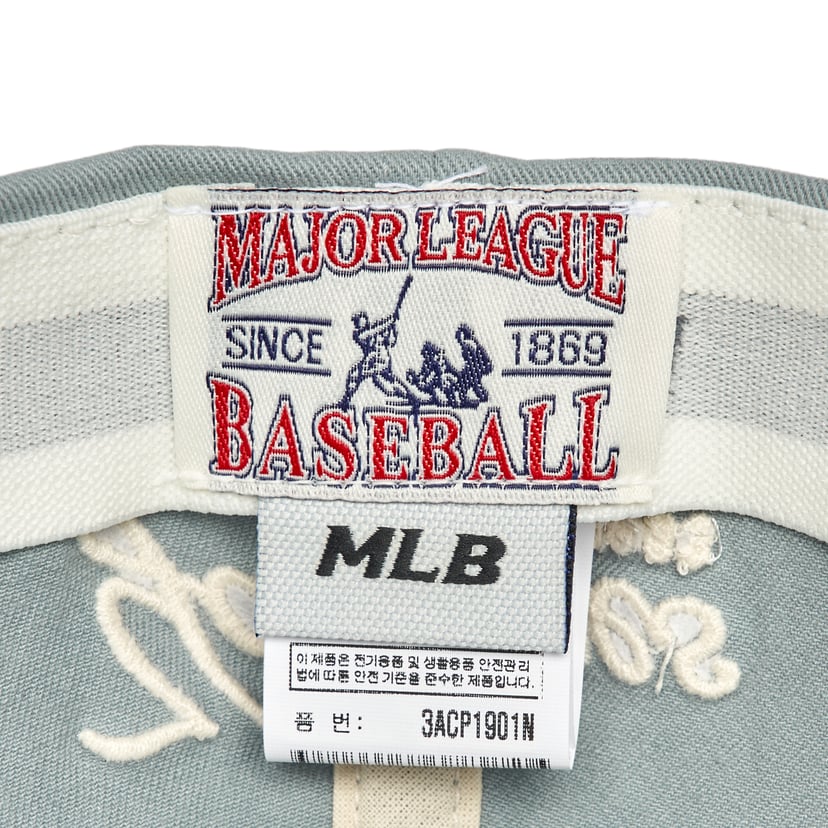 MAJOR LEAGUE
SINCE 1869
BASEBALL
MLB
이 제품은 전기용품 및 생활용품 안전관리
법에 따른 안전 기준을 준수한 제품입니다.
품 번: 3ACP1901N